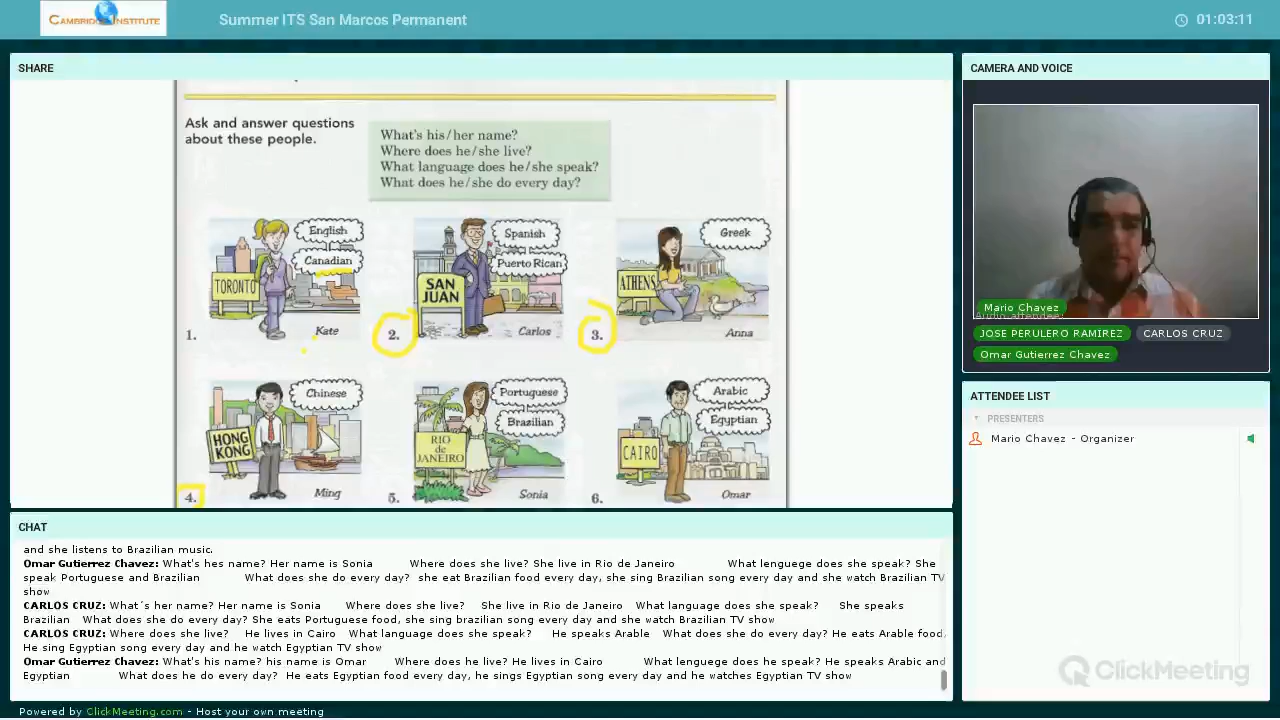 CAMBRIDGE INSTITUTE
Summer ITS San Marcos Permanent
01:03:11
SHARE
Ask and answer questions
about these people.
What's his/her name?
Where does he/she live?
What language does he/she speak?
What does he/she do every day?
English
Canadian
TORONTO
1.
Kate
Spanish
Puerto Rican
SAN
JUAN
2.
Carlos
Greek
ATHENS
3.
Anna
Chinese
HONG
KONG
4.
Ming
Portuguese
Brazilian
RIO
de
JANEIRO
5.
Sonia
Arabic
Egyptian
CAIRO
6.
Omar
CAMERA AND VOICE
Mario Chavez
Audio attendee:
JOSE PERULERO RAMIREZ
CARLOS CRUZ
Omar Gutierrez Chavez
ATTENDEE LIST
PRESENTERS
Mario Chavez - Organizer
ClickMeeting
CHAT
and she listens to Brazilian music.
Omar Gutierrez Chavez: What's hes name? Her name is Sonia Where does she live? She live in Rio de Janeiro What lenguege does she speak? She
speak Portuguese and Brazilian What does she do every day? she eat Brazilian food every day, she sing Brazilian song every day and she watch Brazilian TV
show
CARLOS CRUZ: What´s her name? Her name is Sonia Where does she live? She live in Rio de Janeiro What language does she speak? She speaks
Brazilian What does she do every day? She eats Portuguese food, she sing brazilian song every day and she watch Brazilian TV show
CARLOS CRUZ: Where does she live? He lives in Cairo What language does she speak? He speaks Arable What does she do every day? He eats Arable food,
He sing Egyptian song every day and he watch Egyptian TV show
Omar Gutierrez Chavez: What's his name? his name is Omar Where does he live? He lives in Cairo What lenguege does he speak? He speaks Arabic and
Egyptian What does he do every day? He eats Egyptian food every day, he sings Egyptian song every day and he watches Egyptian TV show
Powered by ClickMeeting.com - Host your own meeting